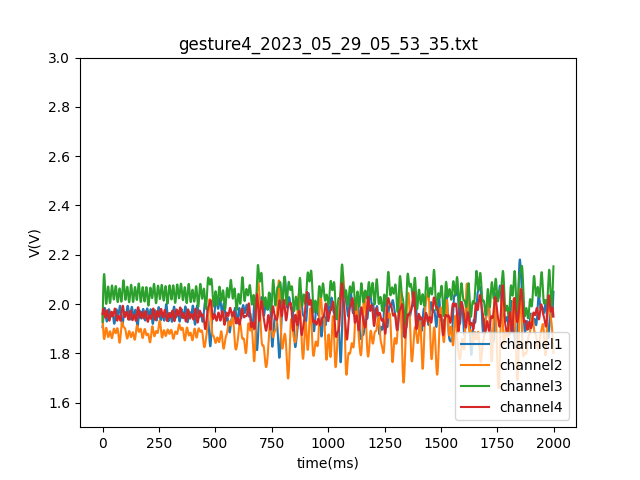 gesture4_2023_05_29_05_53_35.txt
3.0
2.8
2.6
2.4
2.2
2.0
1.8
1.6
V(V)
channel1
channel2
channel3
channel4
0 250 500 750 1000 1250 1500 1750 2000
time(ms)